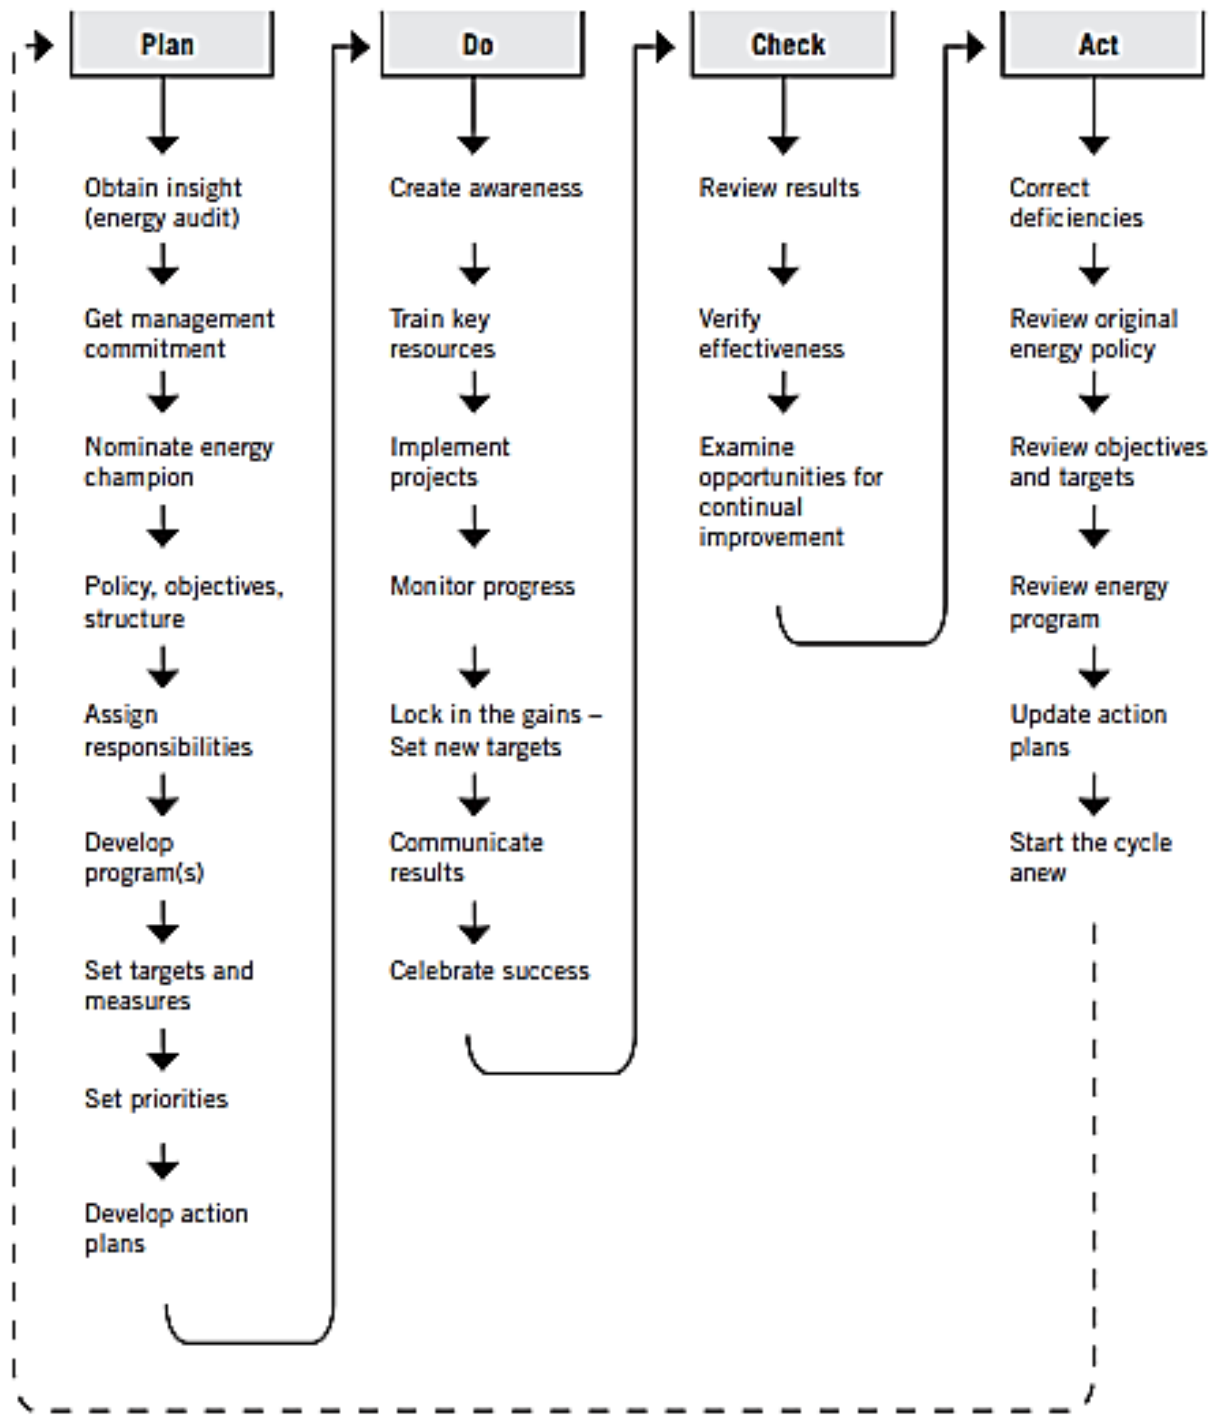 Plan
Obtain insight
(energy audit)
Get management
commitment
Nominate energy
champion
Policy, objectives,
structure
Assign
responsibilities
Develop
program(s)
Set targets and
measures
Set priorities
Develop action
plans
Do
Create awareness
Train key
resources
Implement
projects
Monitor progress
Lock in the gains –
Set new targets
Communicate
results
Celebrate success
Check
Review results
Verify
effectiveness
Examine
opportunities for
continual
improvement
Act
Correct
deficiencies
Review original
energy policy
Review objectives
and targets
Review energy
program
Update action
plans
Start the cycle
anew